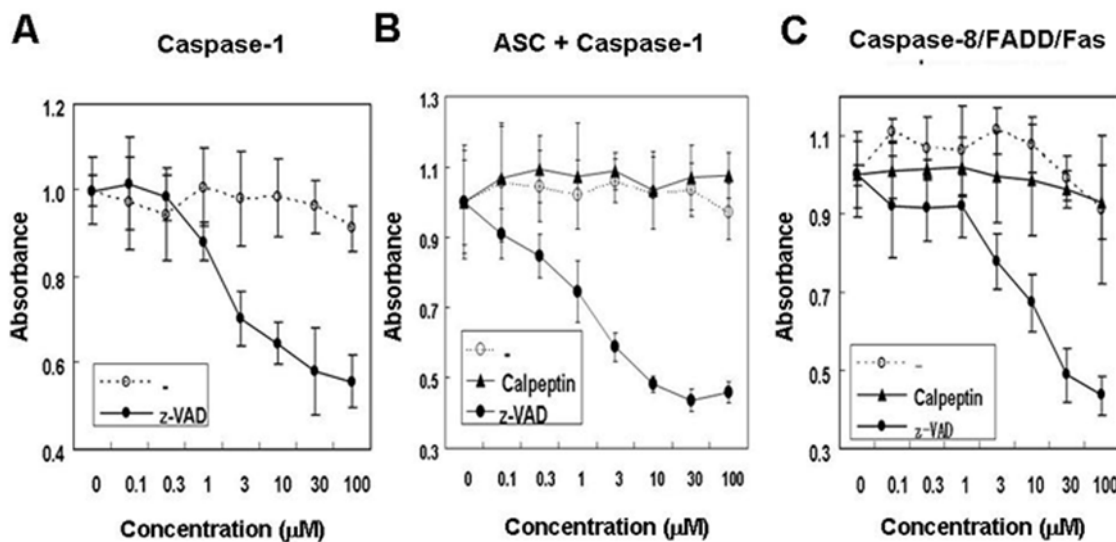 A
Caspase-1
Absorbance
1.2
1.0
0.8
0.6
0.4
-
z-VAD
0 0.1 0.3 1 3 10 30 100
Concentration (μM)
B
ASC + Caspase-1
Absorbance
1.3
1.1
0.9
0.7
0.5
0.3
-
Calpeptin
z-VAD
0 0.1 0.3 1 3 10 30 100
Concentration (μM)
C
Caspase-8/FADD/Fas
Absorbance
1.1
0.9
0.7
0.5
0.3
-
Calpeptin
z-VAD
0 0.1 0.3 1 3 10 30 100
Concentration (μM)